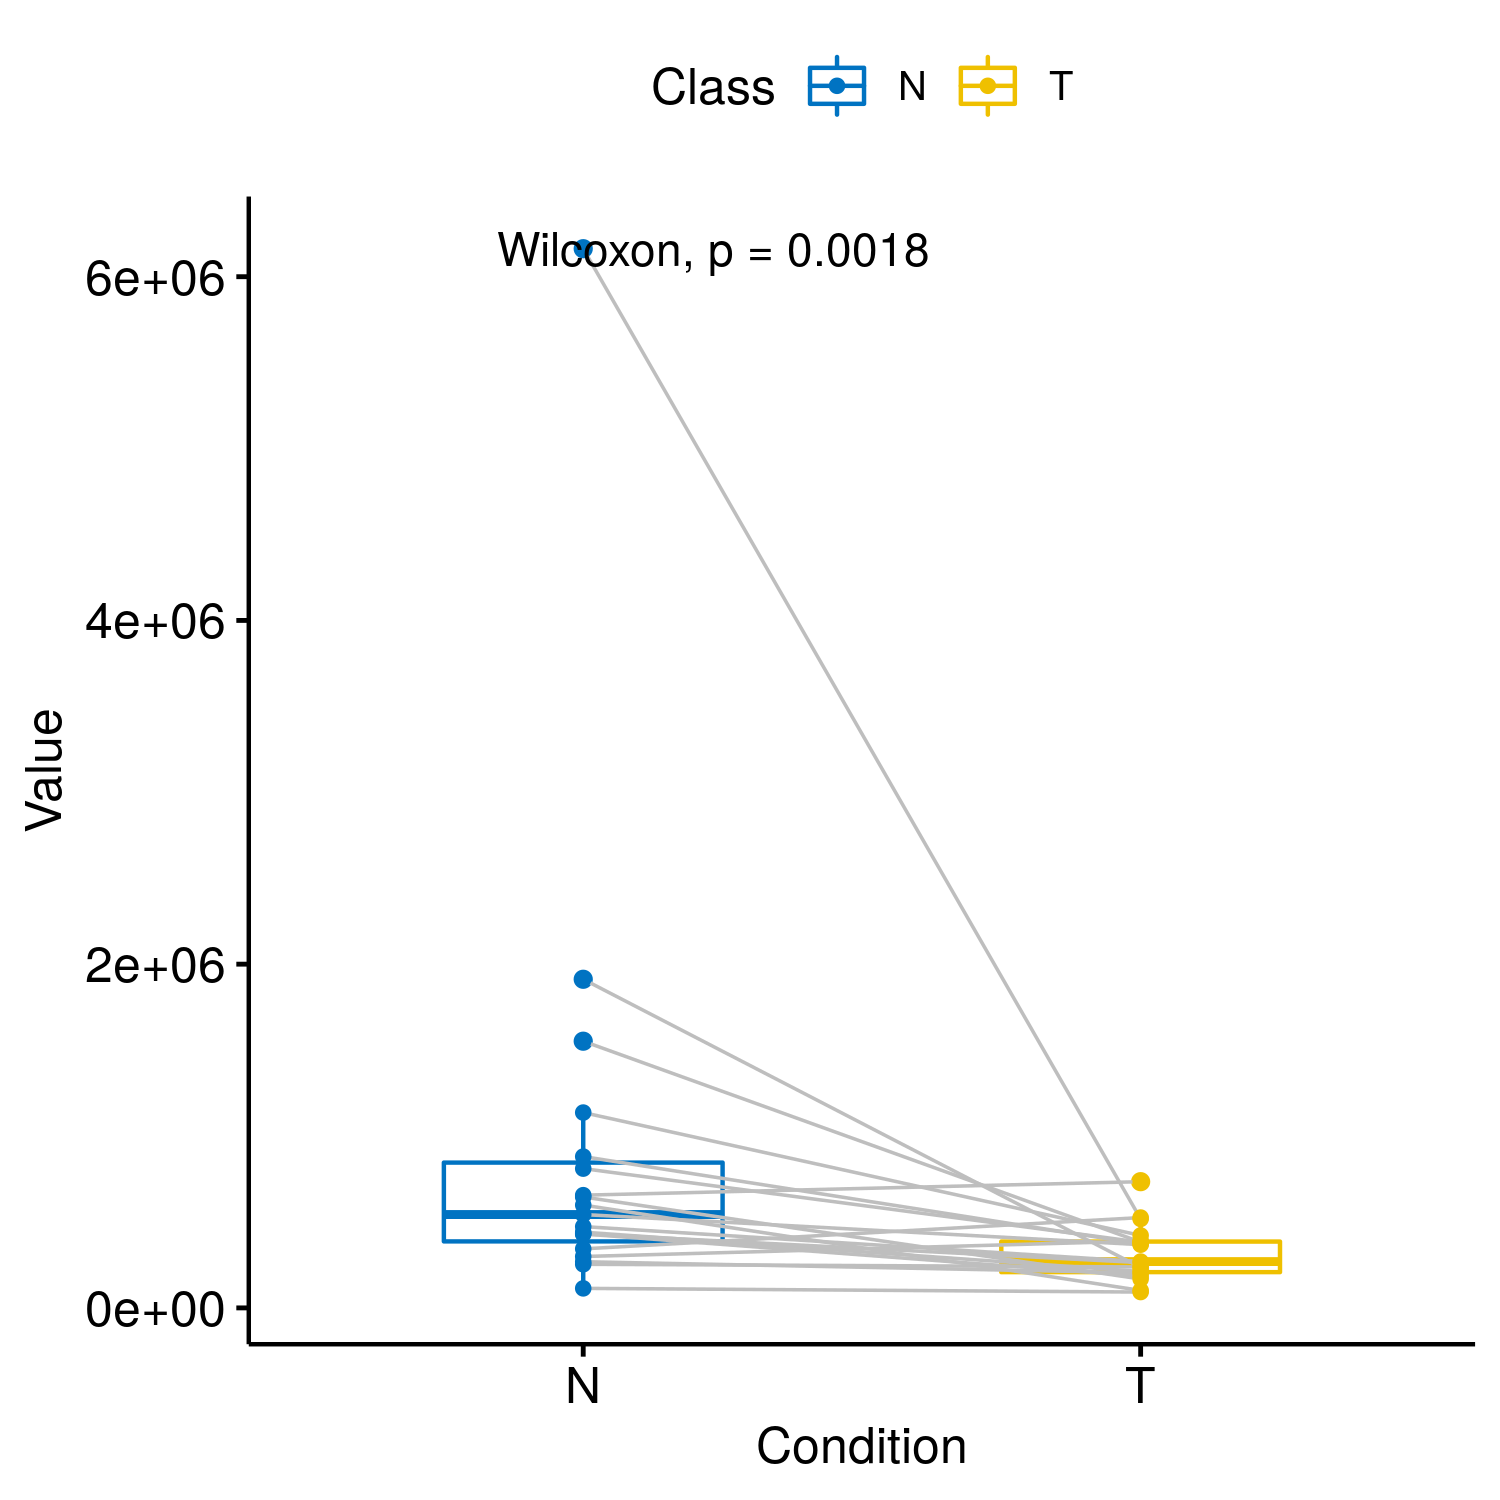 Class N T
Wilcoxon, p = 0.0018
6e+06
4e+06
2e+06
0e+00
Value
N T
Condition